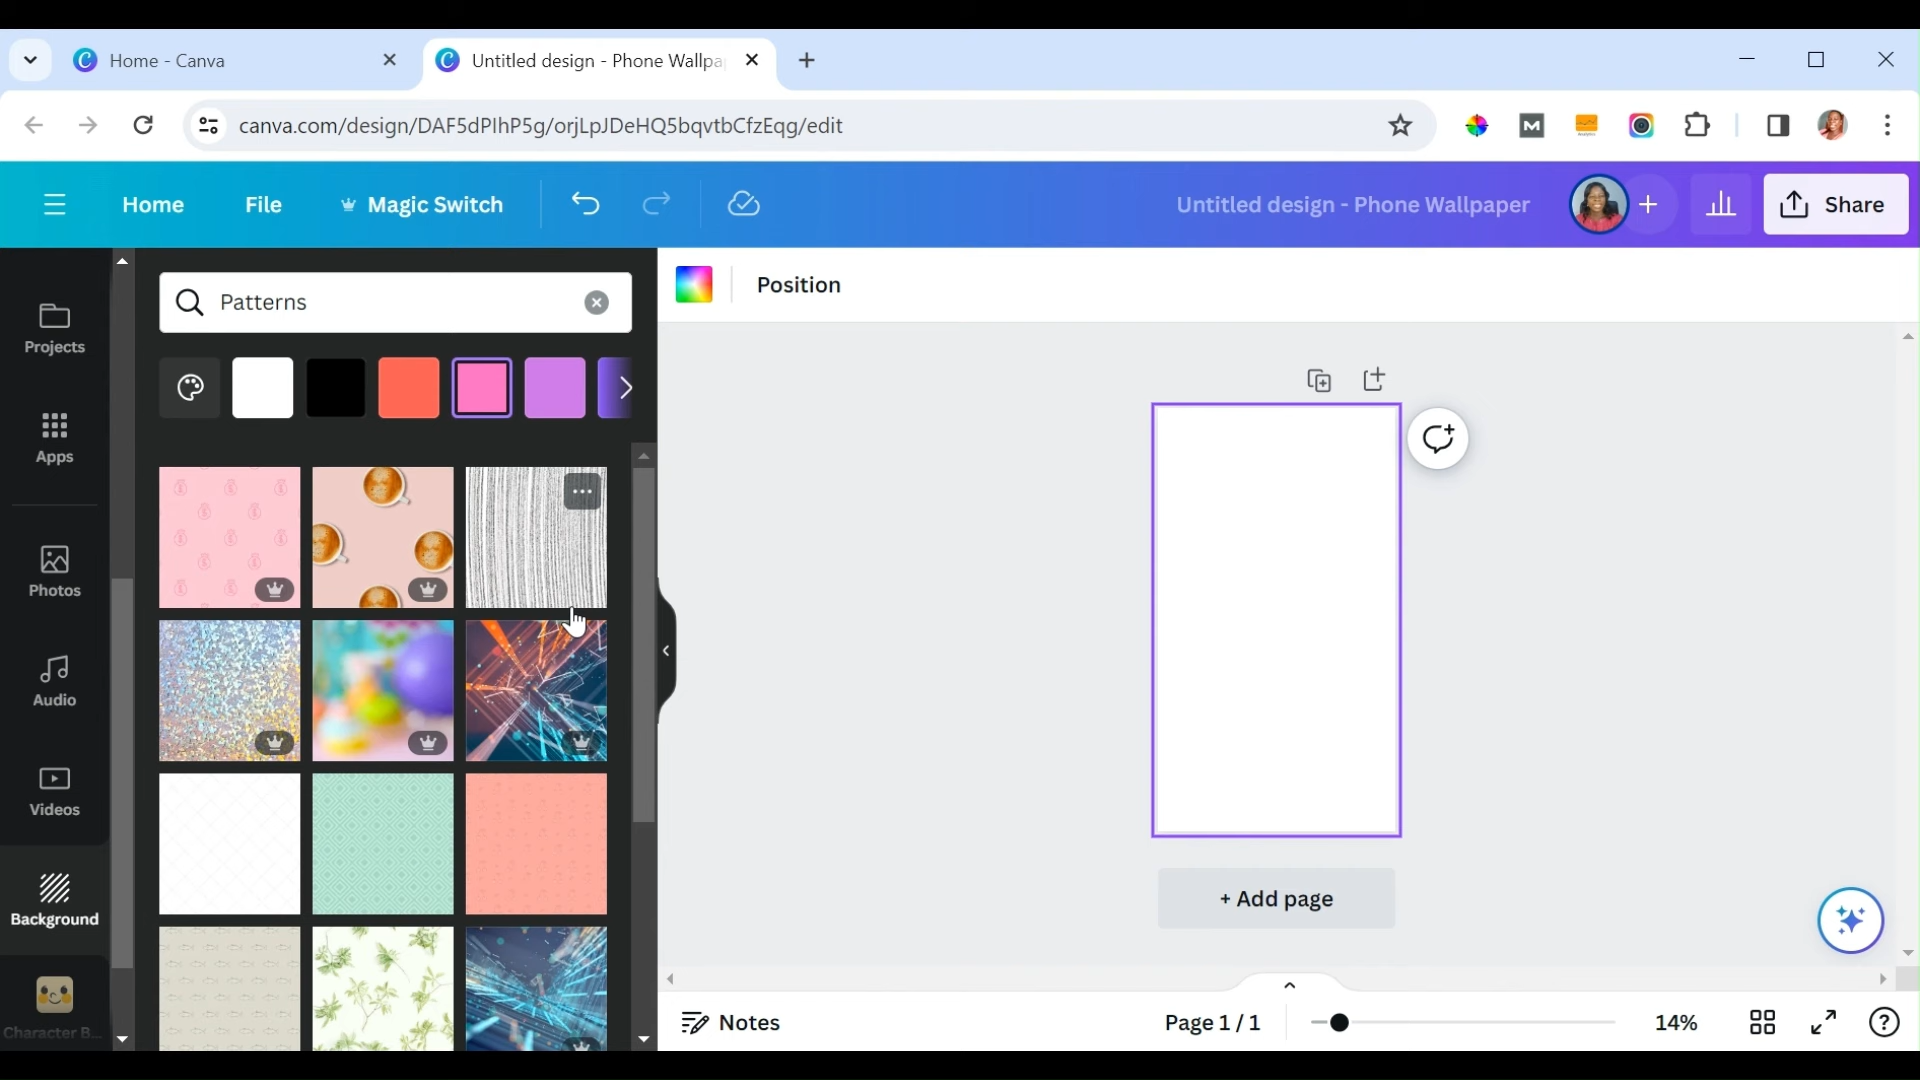 Home - Canva
Untitled design - Phone Wallpa
canva.com/design/DAF5dPlhP5g/orjLpJDeHQ5bqvtbCfzEqg/edit
Home
File
Magic Switch
Untitled design - Phone Wallpaper
Share
Projects
Apps
Photos
Audio
Videos
Background
Character B...
Patterns
Position
+ Add page
Notes
Page 1 / 1
14%